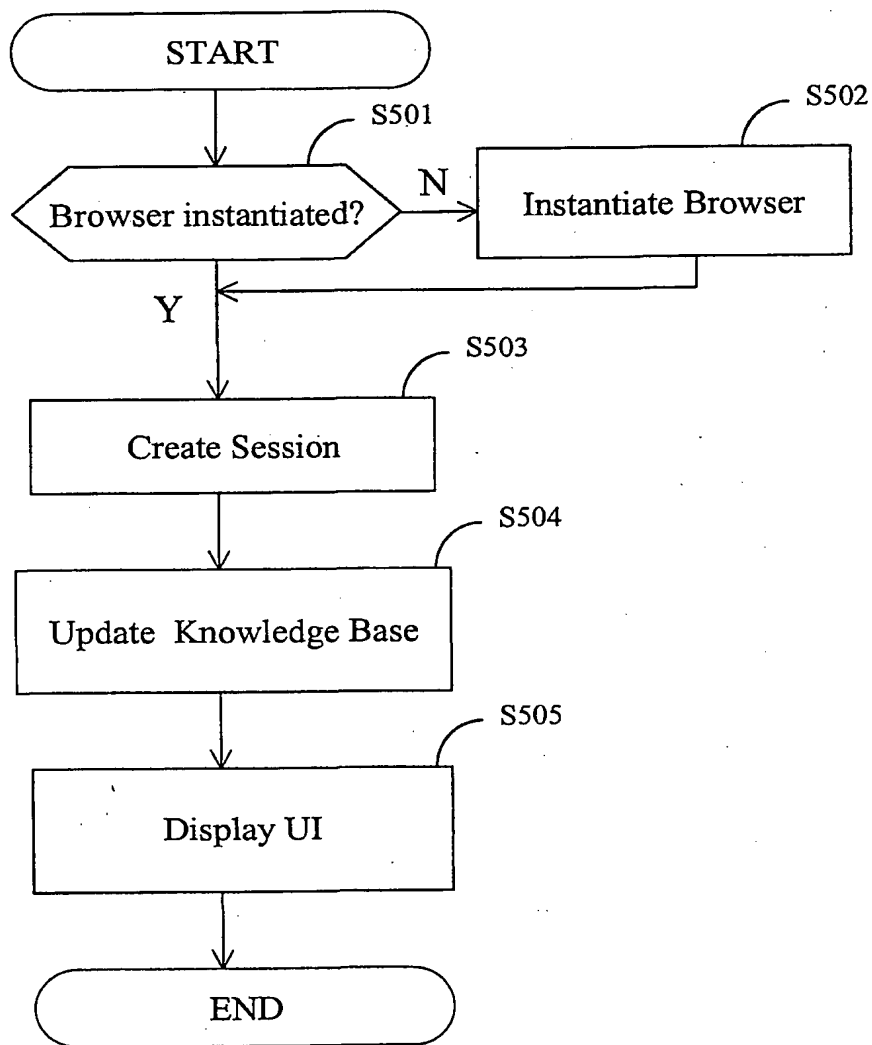 START
S501
S502
Browser instantiated?
N
Instantiate Browser
Y
S503
Create Session
S504
Update Knowledge Base
S505
Display UI
END